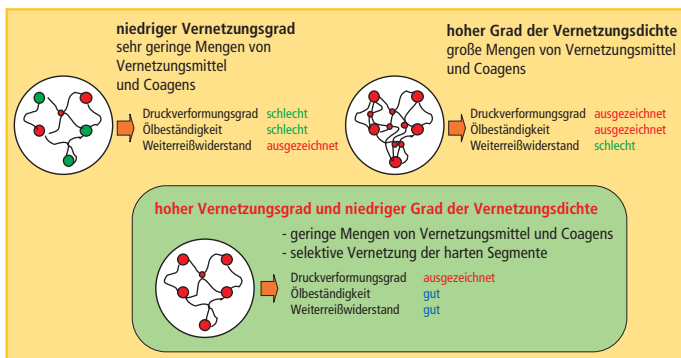 niedriger Vernetzungsgrad
sehr geringe Mengen von
Vernetzungsmittel
und Coagens
Druckverformungsgrad schlecht
Ölbeständigkeit schlecht
Weiterreißwiderstand ausgezeichnet
hoher Grad der Vernetzungsdichte
große Mengen von Vernetzungsmittel
und Coagens
Druckverformungsgrad ausgezeichnet
Ölbeständigkeit ausgezeichnet
Weiterreißwiderstand schlecht
hoher Vernetzungsgrad und niedriger Grad der Vernetzungsdichte
- geringe Mengen von Vernetzungsmittel und Coagens
- selektive Vernetzung der harten Segmente
Druckverformungsgrad ausgezeichnet
Ölbeständigkeit gut
Weiterreißwiderstand gut